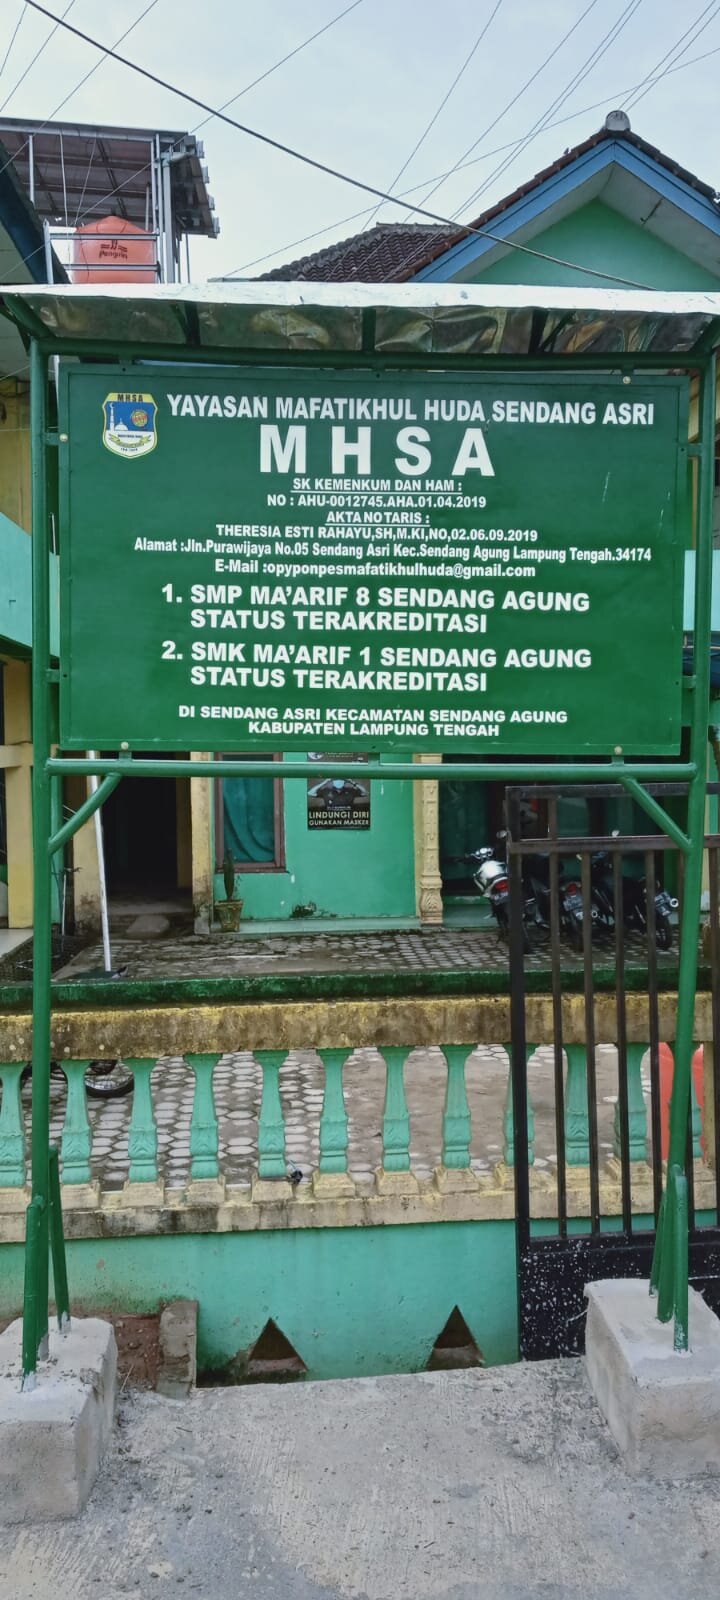 Penguin
MHSA
YAYASAN MAFATIKHUL HUDA SENDANG ASRI
MHSA
SK KEMENKUM DAN HAM :
NO : AHU-0012745.AHA.01.04.2019
AKTA NOTARIS :
THERESIA ESTI RAHAYU,SH,M.KI,NO,02.06.09.2019
Alamat :Jln.Purawijaya No.05 Sendang Asri Kec.Sendang Agung Lampung Tengah.34174
E-Mail :opyponpesmafatikhulhuda@gmail.com
1. SMP MA'ARIF 8 SENDANG AGUNG
STATUS TERAKREDITASI
2. SMK MA'ARIF 1 SENDANG AGUNG
STATUS TERAKREDITASI
DI SENDANG ASRI KECAMATAN SENDANG AGUNG
KABUPATEN LAMPUNG TENGAH
LINDUNGI DIRI
GUNAKAN MASKER